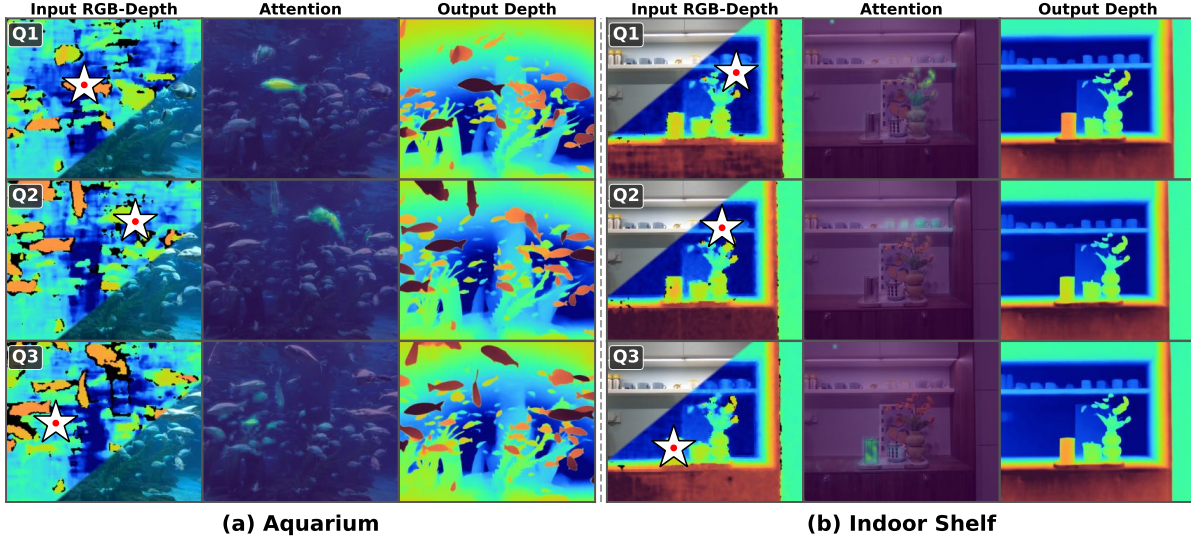 Input RGB-Depth Attention Output Depth Input RGB-Depth Attention Output Depth
Q1 Q1
Q2 Q2
Q3 Q3
(a) Aquarium (b) Indoor Shelf